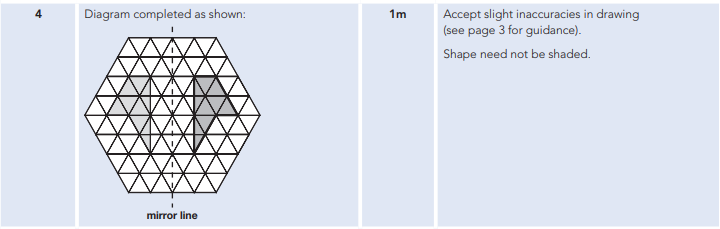 4
Diagram completed as shown:
mirror line
1m
Accept slight inaccuracies in drawing
(see page 3 for guidance).
Shape need not be shaded.